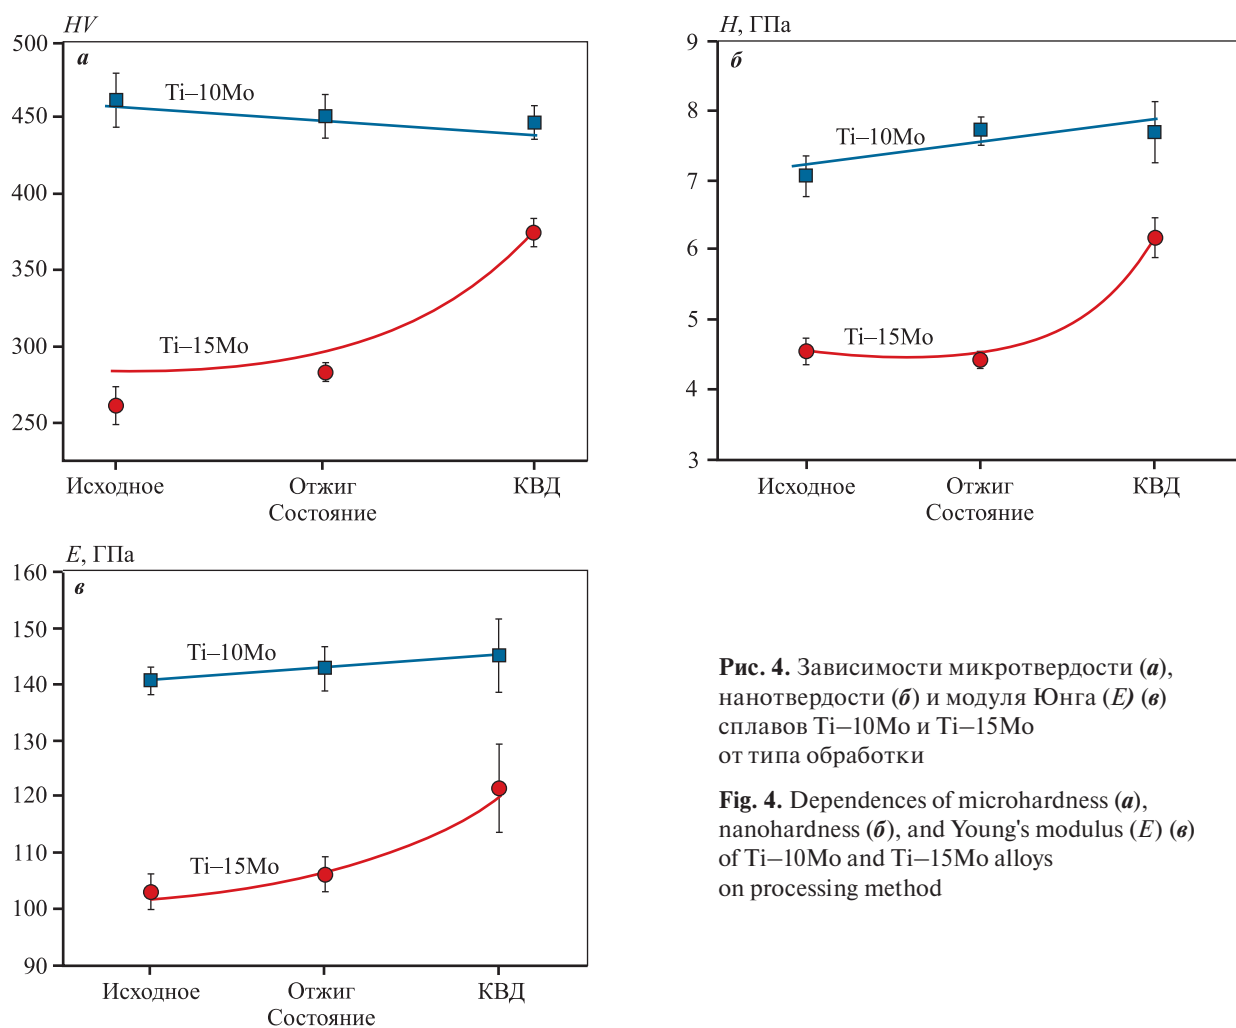 HV
500
а
450
400
350
300
250
Ti–10Mo
Ti–15Mo
Исходное
Отжиг
КВД
Состояние
H, ГПа
9
б
8
7
6
5
4
3
Ti–10Mo
Ti–15Mo
Исходное
Отжиг
КВД
Состояние
E, ГПа
160
в
150
140
130
120
110
100
90
Ti–10Mo
Ti–15Mo
Исходное
Отжиг
КВД
Состояние
Рис. 4. Зависимости микротвердости (а),
нанотвердости (б) и модуля Юнга (E) (в)
сплавов Ti–10Mo и Ti–15Mo
от типа обработки
Fig. 4. Dependences of microhardness (а),
nanohardness (б), and Young's modulus (E) (в)
of Ti–10Mo and Ti–15Mo alloys
on processing method